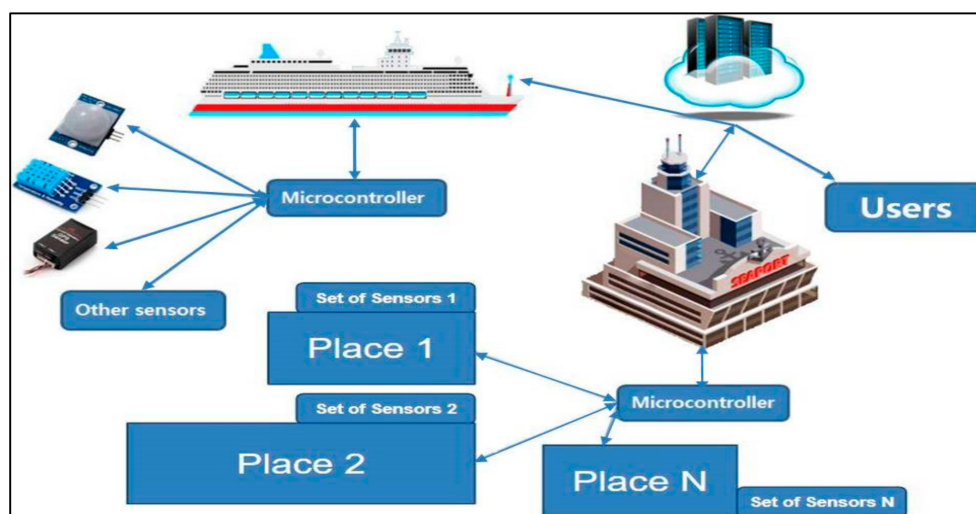 Users
Microcontroller
SEAPORT
Other sensors
Set of Sensors 1
Place 1
Microcontroller
Set of Sensors 2
Place 2
Place N
Set of Sensors N